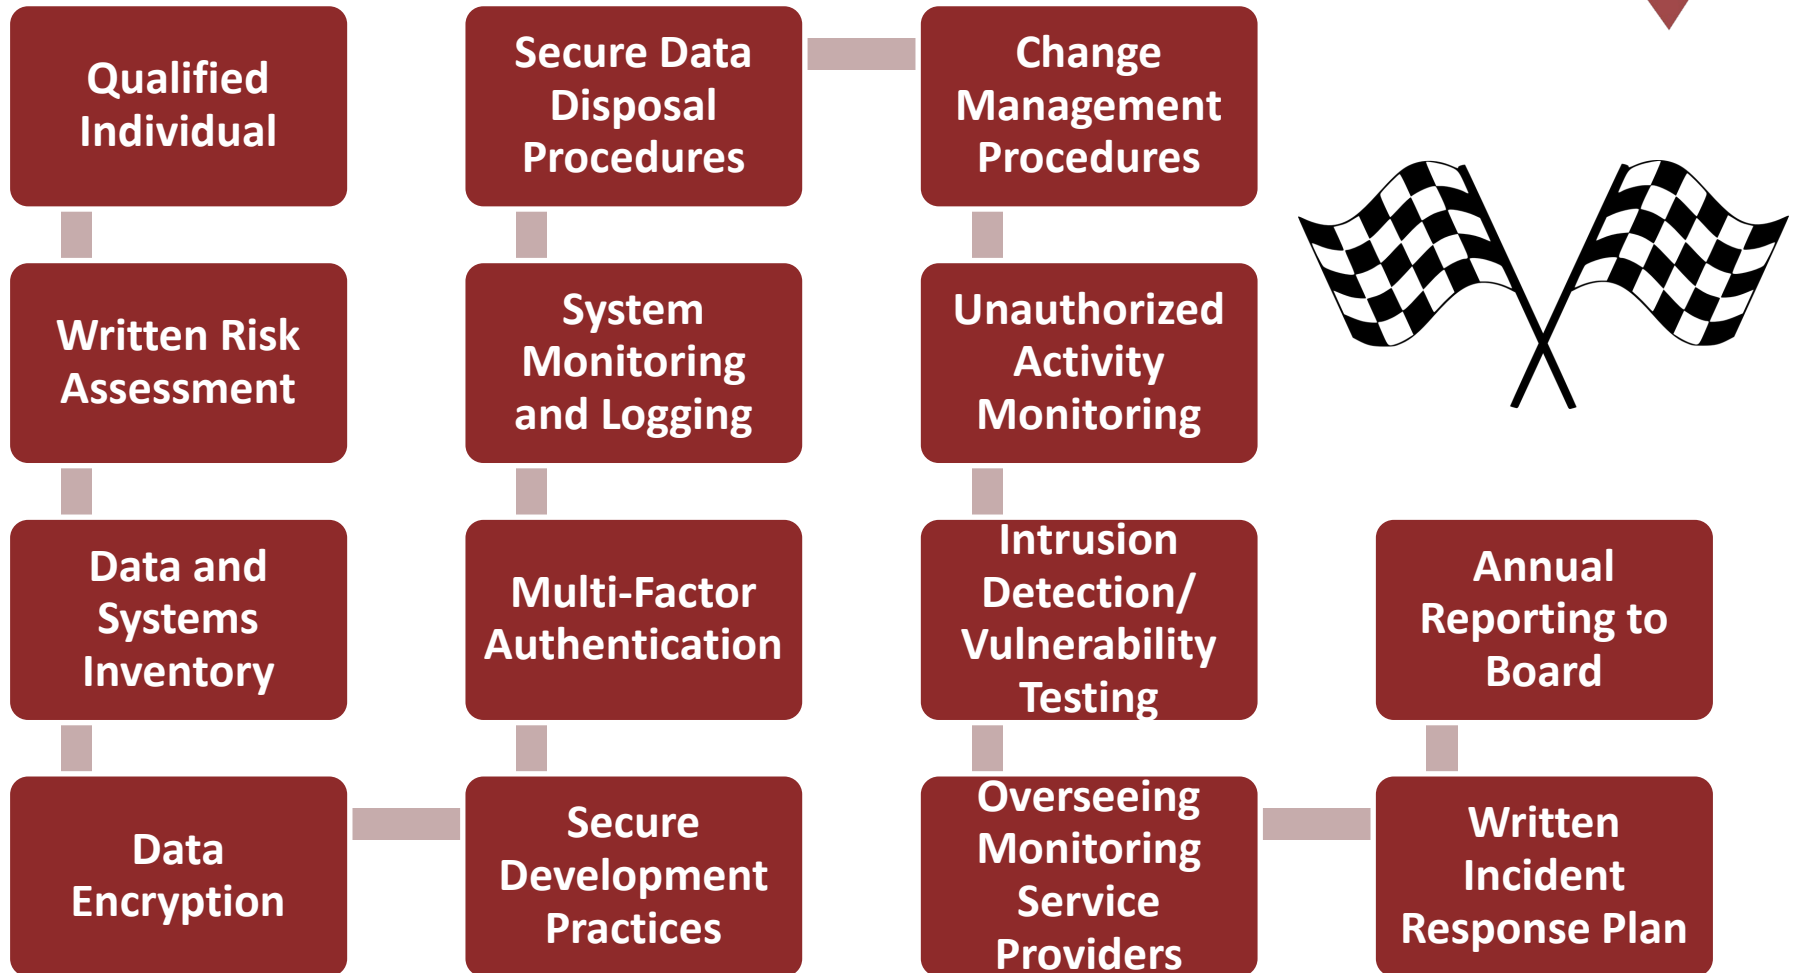 Qualified
Individual
Written Risk
Assessment
Data and
Systems
Inventory
Data
Encryption
Secure
Development
Practices
Multi-Factor
Authentication
System
Monitoring
and Logging
Secure Data
Disposal
Procedures
Change
Management
Procedures
Unauthorized
Activity
Monitoring
Intrusion
Detection/
Vulnerability
Testing
Overseeing
Monitoring
Service
Providers
Written
Incident
Response Plan
Annual
Reporting to
Board